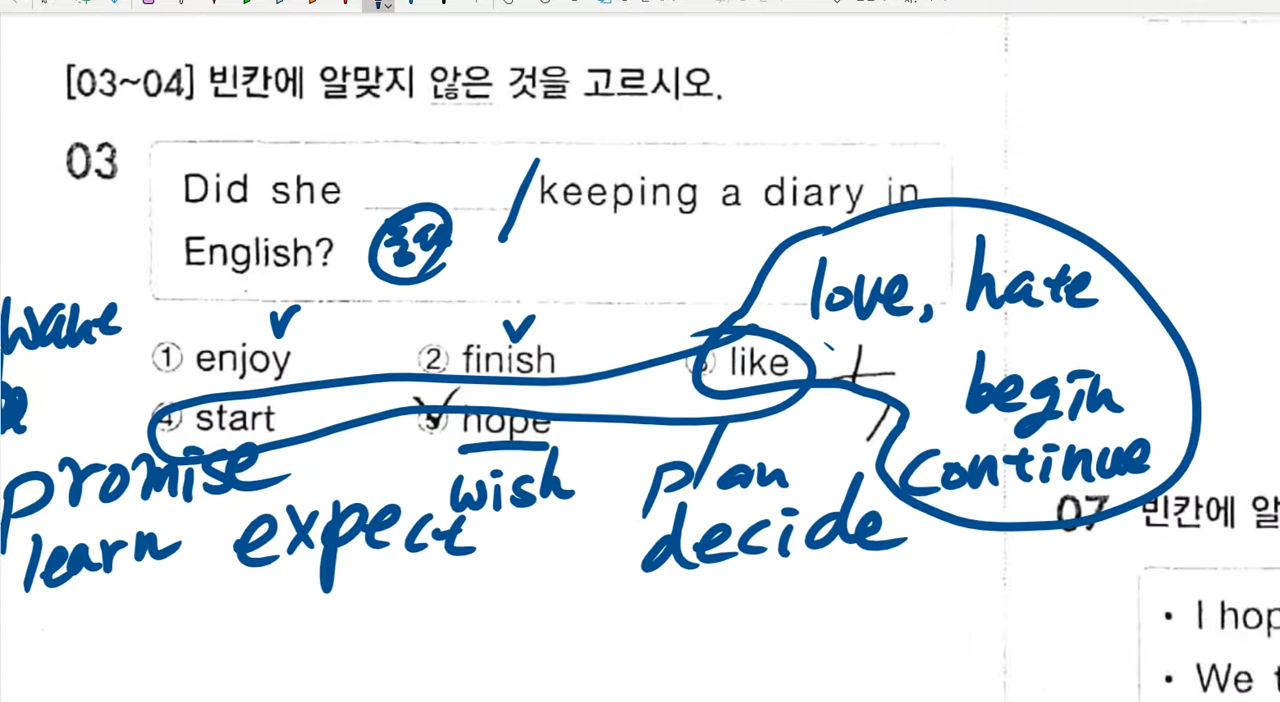 [03~04] 빈칸에 알맞지 않은 것을 고르시오.
03
Did she ______ / keeping a diary in
English?
love, hate
① enjoy ② finish ③ like
begin
④ start ⑤ hope
continue
promise wish plan
learn expect decide
07 빈칸에 알
• I hop
• We t